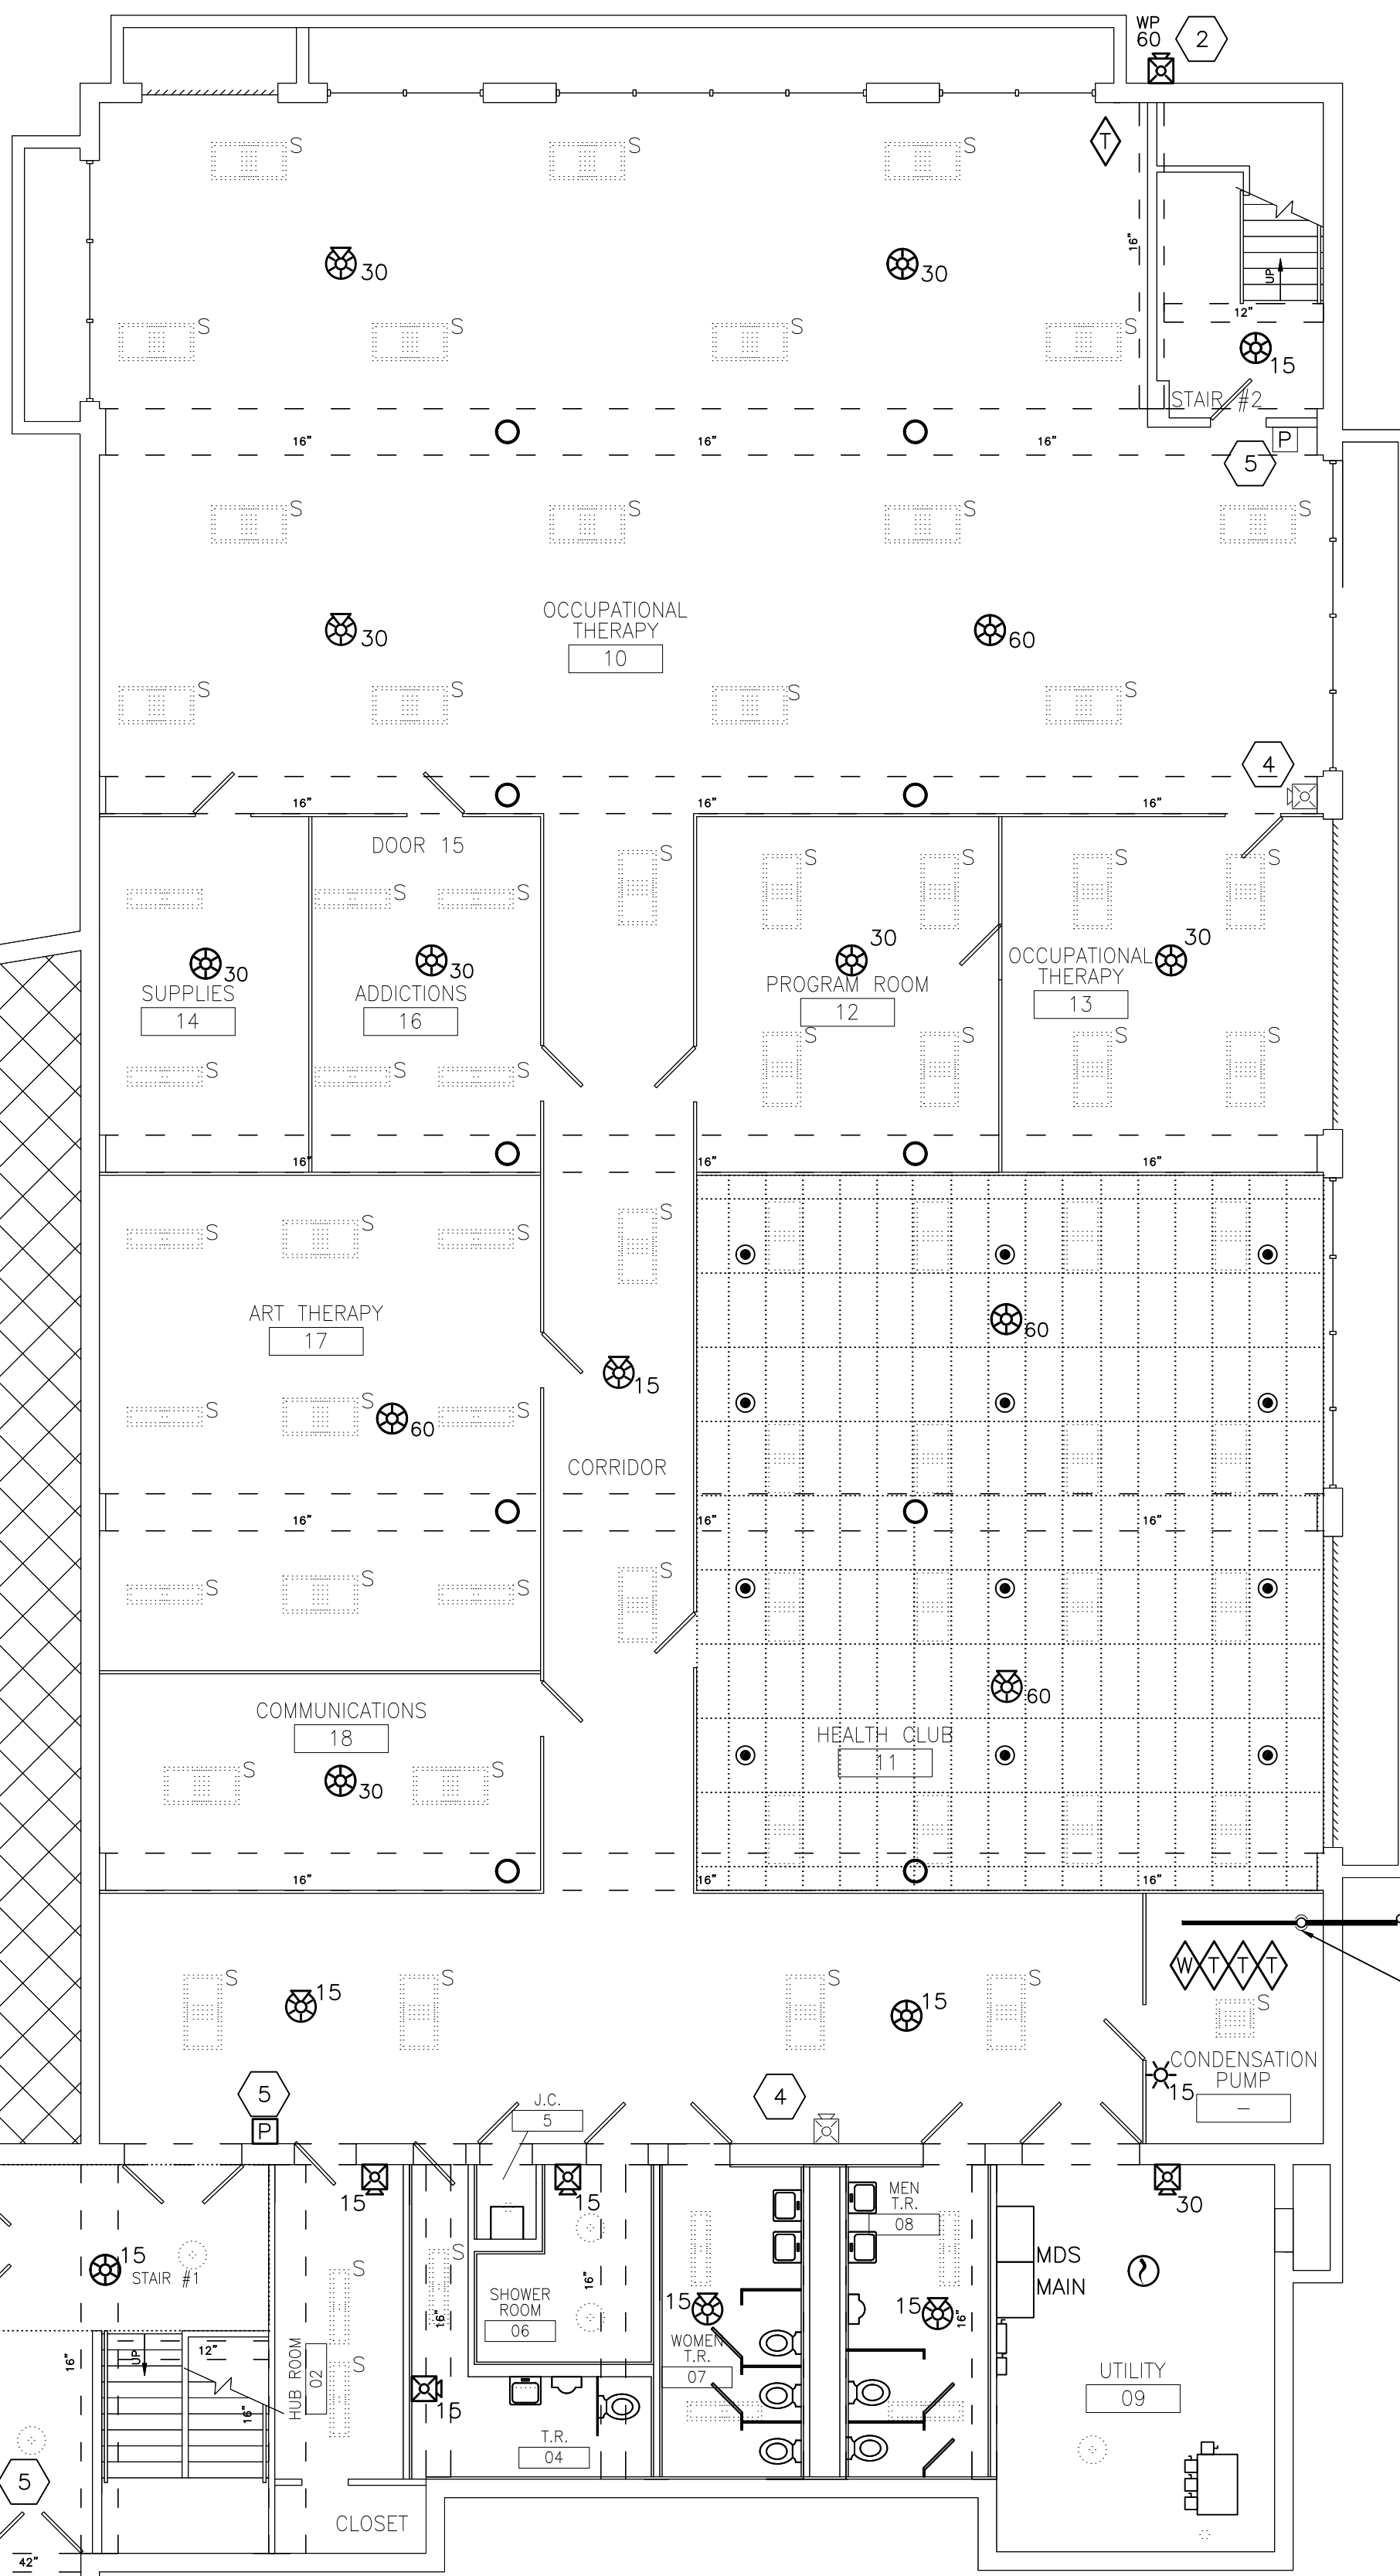 WP
60
2
S
S
S
T
16"
30
30
UP
12"
15
S
S
S
S
STAIR #2
16"
16"
16"
P
5
S
S
S
S
OCCUPATIONAL
THERAPY
10
30
60
S
S
S
S
4
16"
16"
16"
DOOR 15
S
S
S
S
S
S
S
30
30
30
30
SUPPLIES
14
ADDICTIONS
16
PROGRAM ROOM
12
OCCUPATIONAL
THERAPY
13
S
S
S
S
S
S
S
16"
16"
16"
S
S
S
S
S
S
S
S
ART THERAPY
17
60
15
S
S
S
60
S
S
S
S
CORRIDOR
16"
16"
16"
S
S
S
S
S
S
S
S
COMMUNICATIONS
18
60
HEALTH CLUB
11
S
S
30
S
S
S
S
16"
16"
16"
W
T
T
T
S
S
S
S
S
15
15
CONDENSATION
PUMP
-
15
5
P
J.C.
5
4
15
15
30
MEN
T.R.
08
15
STAIR #1
S
MDS
MAIN
SHOWER
ROOM
06
16"
16"
15
WOMEN
T.R.
07
15
16"
UP
12"
16"
16"
HUB ROOM
02
S
S
15
UTILITY
09
T.R.
04
5
CLOSET
42"